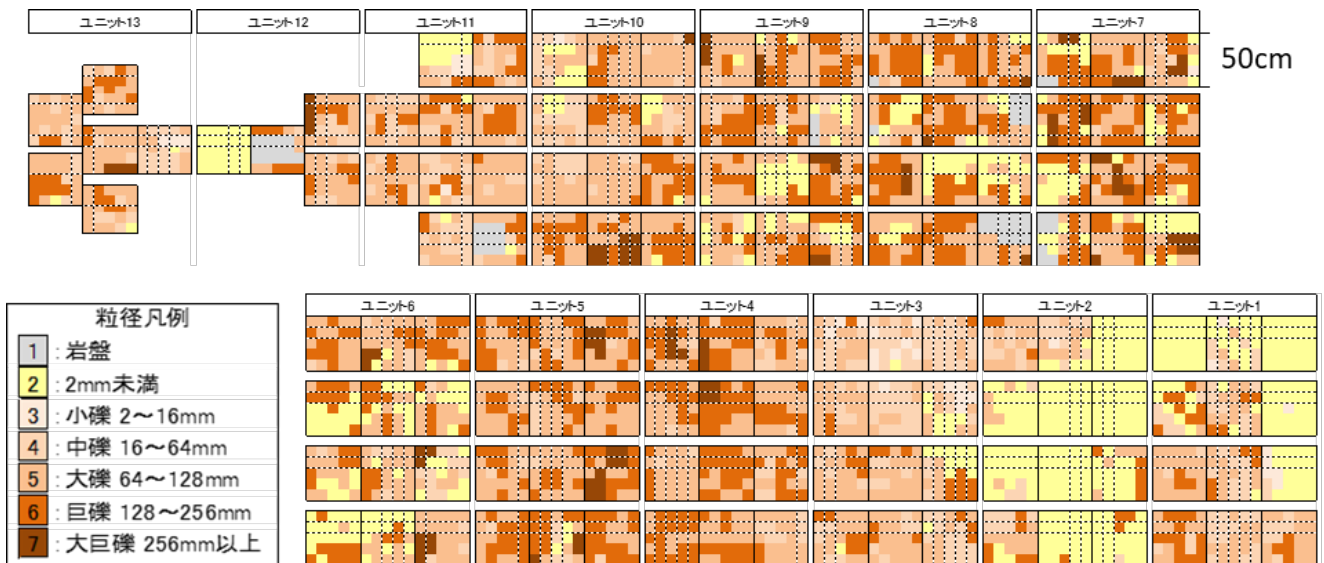 ユニット13 ユニット12 ユニット11 ユニット10 ユニット9 ユニット8 ユニット7
50cm
ユニット6 ユニット5 ユニット4 ユニット3 ユニット2 ユニット1
粒径凡例
1 : 岩盤
2 : 2mm未満
3 : 小礫 2～16mm
4 : 中礫 16～64mm
5 : 大礫 64～128mm
6 : 巨礫 128～256mm
7 : 大巨礫 256mm以上